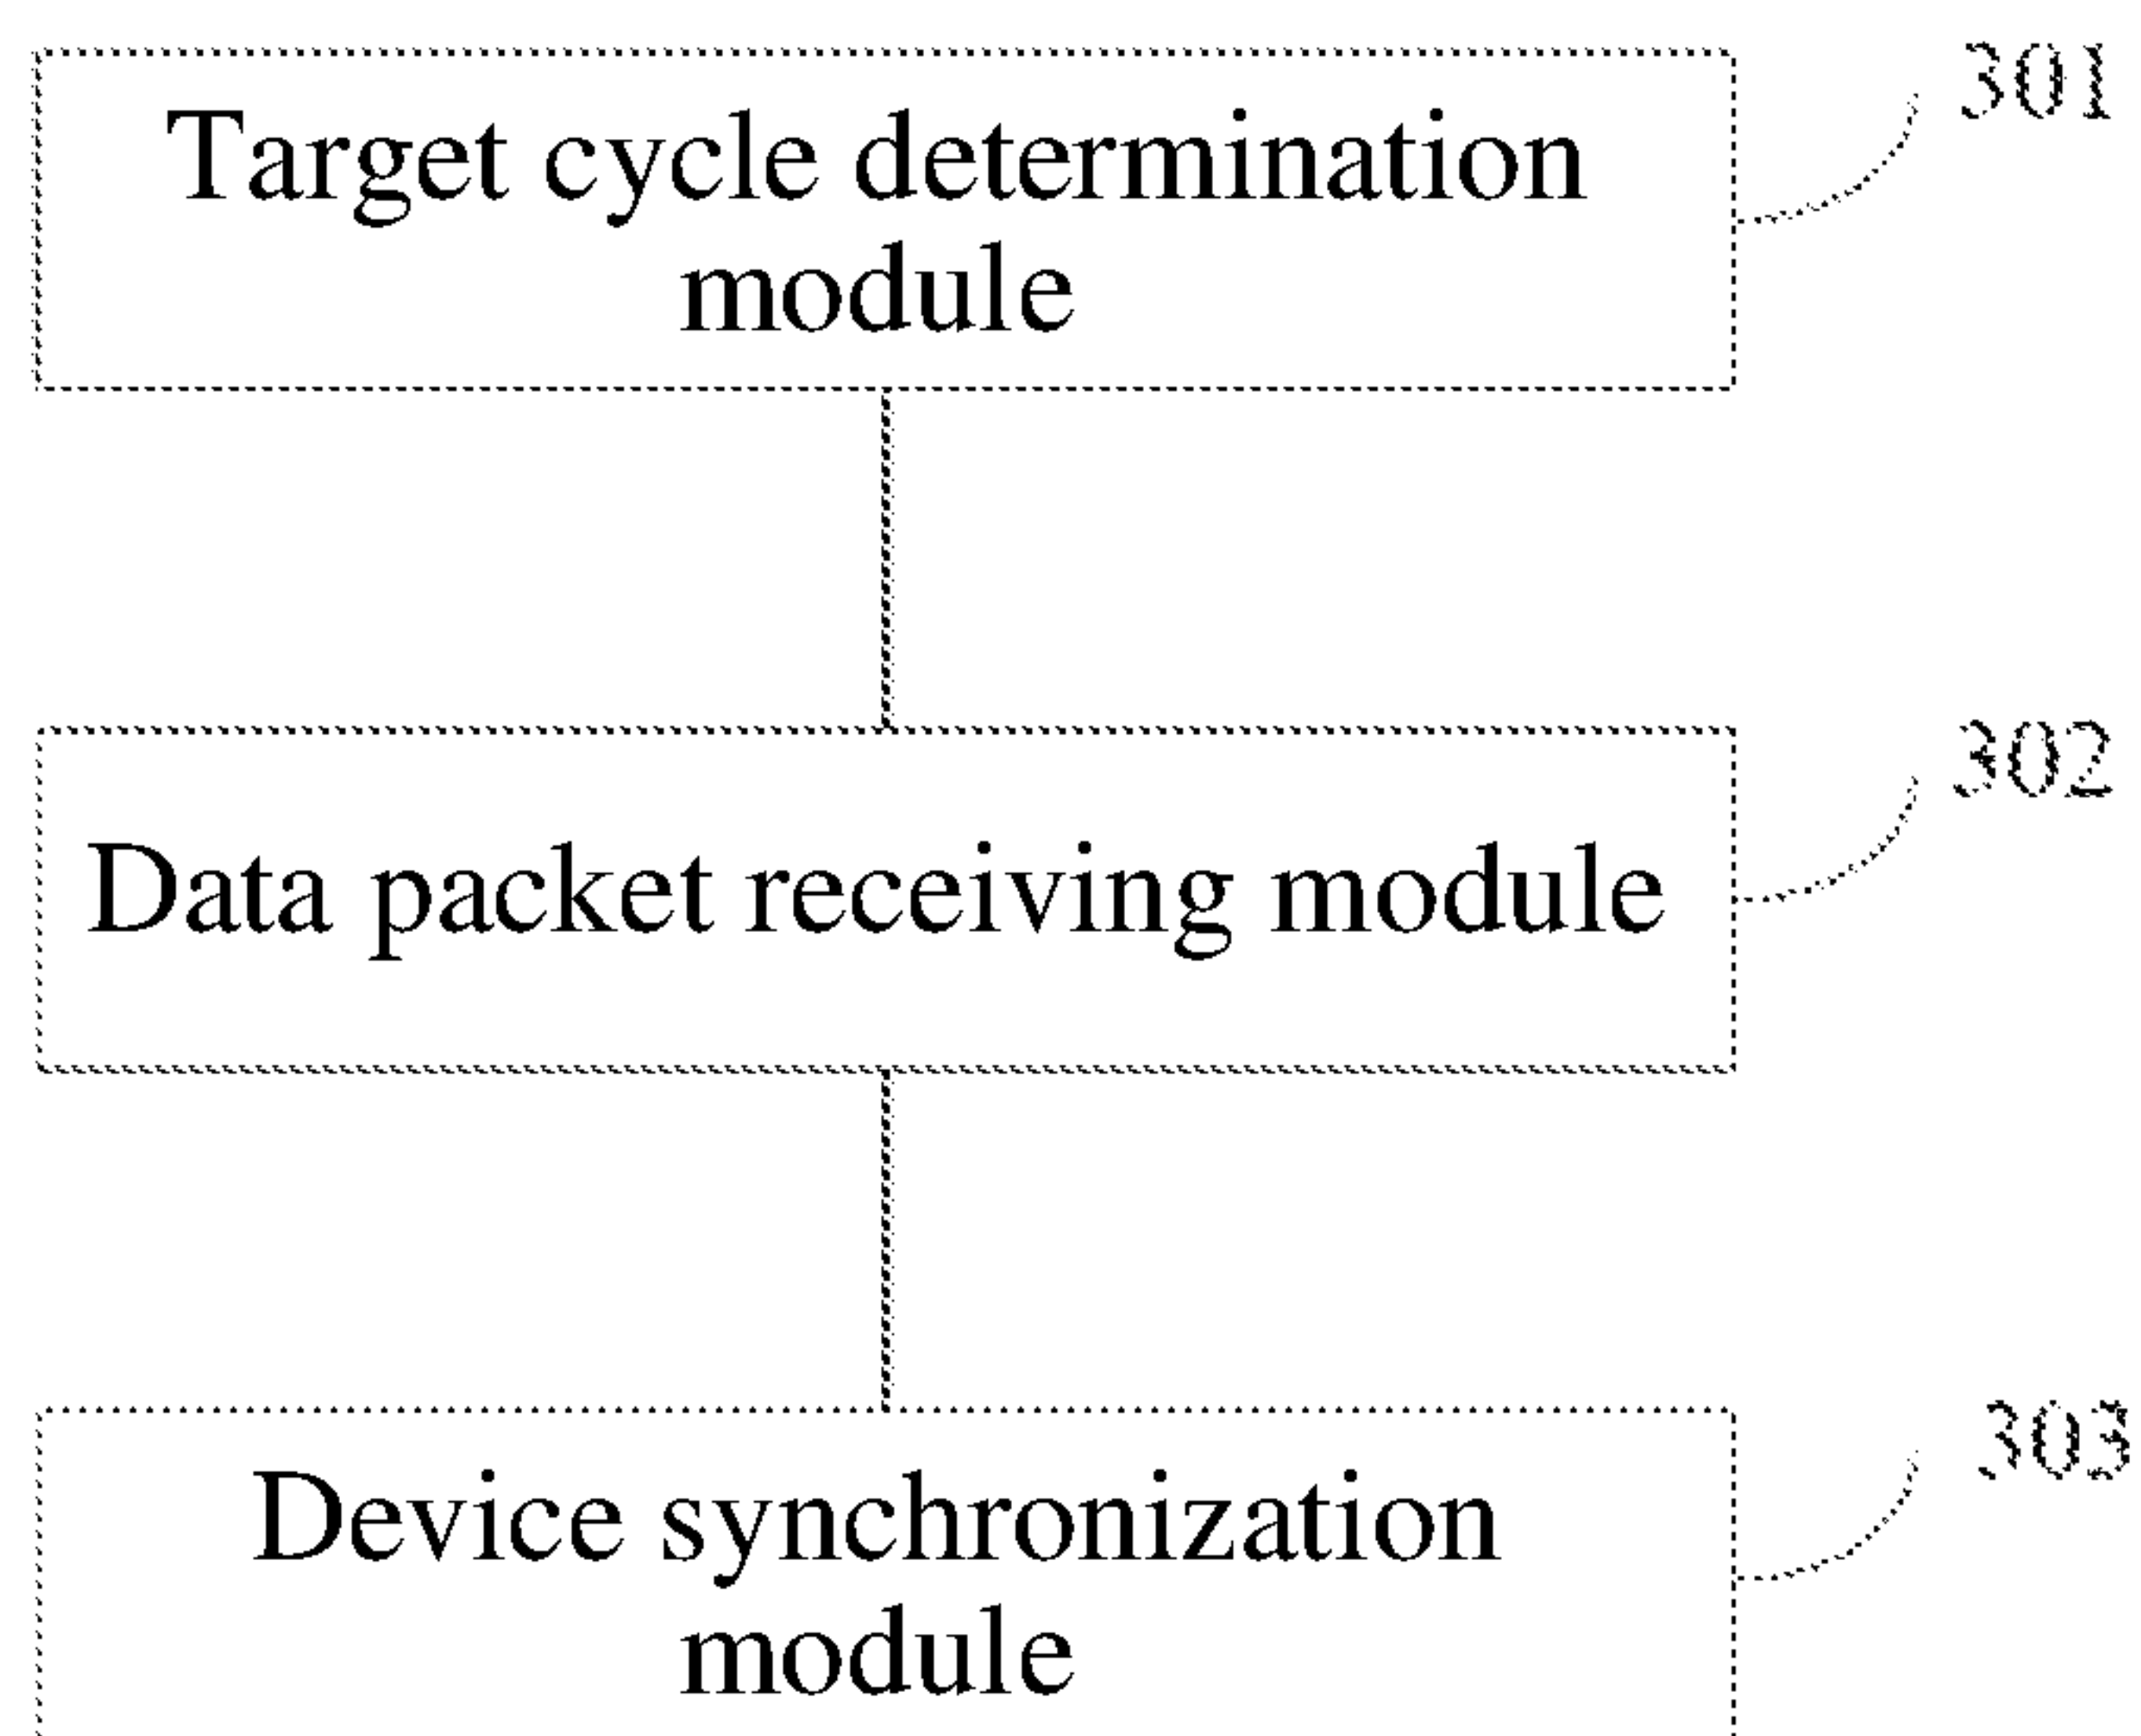 301
Target cycle determination
module
302
Data packet receiving module
303
Device synchronization
module